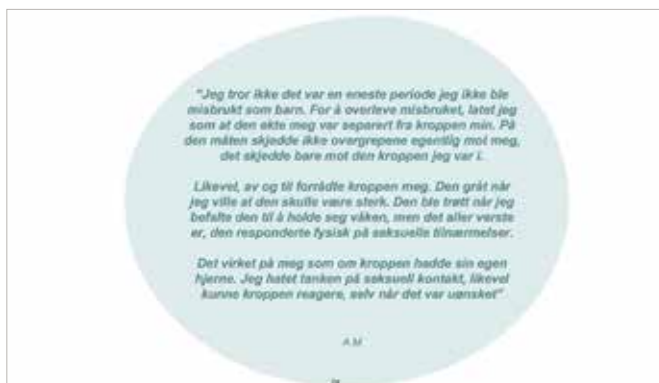 "Jeg tror ikke det var en eneste periode jeg ikke ble
misbrukt som barn. For å overleve misbruket, latet jeg
som at den ekte meg var separert fra kroppen min. På
den måten skjedde ikke overgrepene egentlig mot meg,
det skjedde bare mot den kroppen jeg var i.
Likevel, av og til forrådte kroppen meg. Den gråt når
jeg ville at den skulle være sterk. Den ble trøtt når jeg
befalte den til å holde seg våken, men det aller verste
er, den responderte fysisk på seksuelle tilnærmelser.
Det virket på meg som om kroppen hadde sin egen
hjerne. Jeg hatet tanken på seksuell kontakt, likevel
kunne kroppen reagere, selv når det var uønsket"
A.M